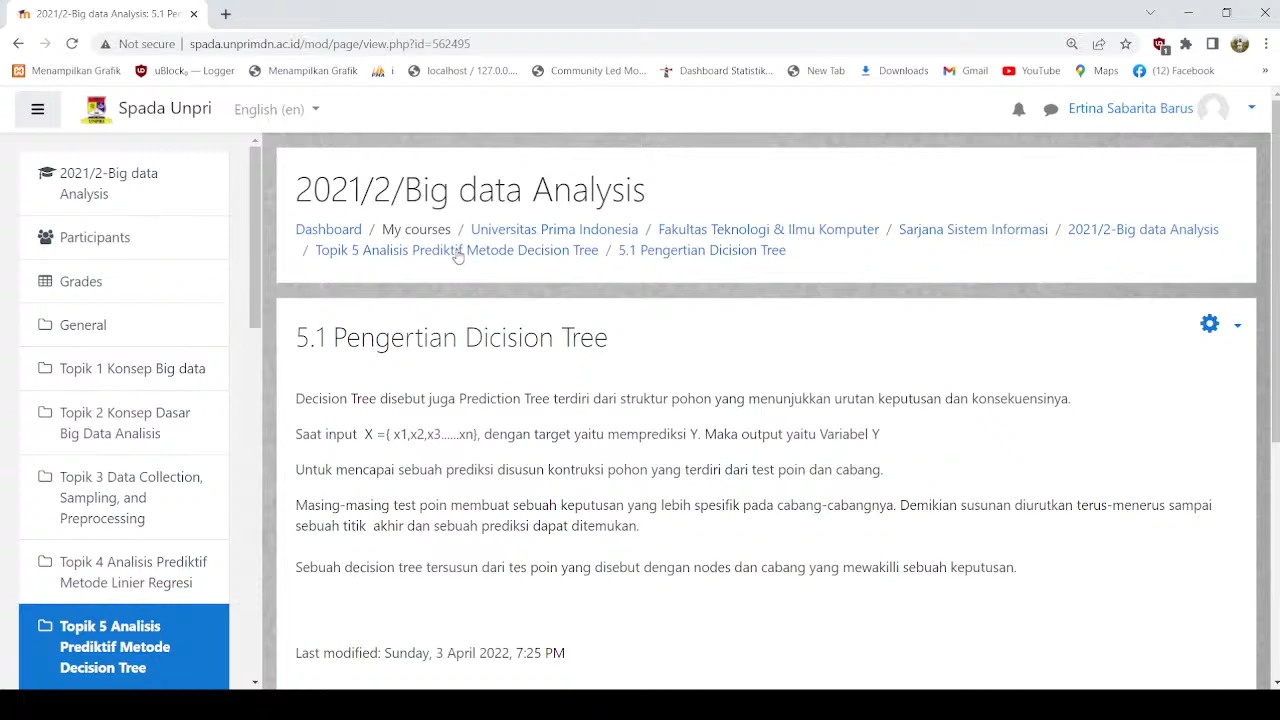 2021/2-Big data Analysis: 5.1 Per
Not secure | spada.unprimdn.ac.id/mod/page/view.php?id=562495
Menampilkan Grafik uBlock₀ — Logger Menampilkan Grafik i localhost / 127.0.0.... Community Led Mo... Dashboard Statistik... New Tab Downloads Gmail YouTube Maps (12) Facebook »
Spada Unpri English (en) Ertina Sabarita Barus
2021/2-Big data
Analysis
Participants
Grades
General
Topik 1 Konsep Big data
Topik 2 Konsep Dasar
Big Data Analisis
Topik 3 Data Collection,
Sampling, and
Preprocessing
Topik 4 Analisis Prediktif
Metode Linier Regresi
Topik 5 Analisis
Prediktif Metode
Decision Tree
2021/2/Big data Analysis
Dashboard / My courses / Universitas Prima Indonesia / Fakultas Teknologi & Ilmu Komputer / Sarjana Sistem Informasi / 2021/2-Big data Analysis
/ Topik 5 Analisis Prediktif Metode Decision Tree / 5.1 Pengertian Dicision Tree
5.1 Pengertian Dicision Tree
Decision Tree disebut juga Prediction Tree terdiri dari struktur pohon yang menunjukkan urutan keputusan dan konsekuensinya.
Saat input X ={ x1,x2,x3......xn}, dengan target yaitu memprediksi Y. Maka output yaitu Variabel Y
Untuk mencapai sebuah prediksi disusun kontruksi pohon yang terdiri dari test poin dan cabang.
Masing-masing test poin membuat sebuah keputusan yang lebih spesifik pada cabang-cabangnya. Demikian susunan diurutkan terus-menerus sampai
sebuah titik akhir dan sebuah prediksi dapat ditemukan.
Sebuah decision tree tersusun dari tes poin yang disebut dengan nodes dan cabang yang mewakilli sebuah keputusan.
Last modified: Sunday, 3 April 2022, 7:25 PM